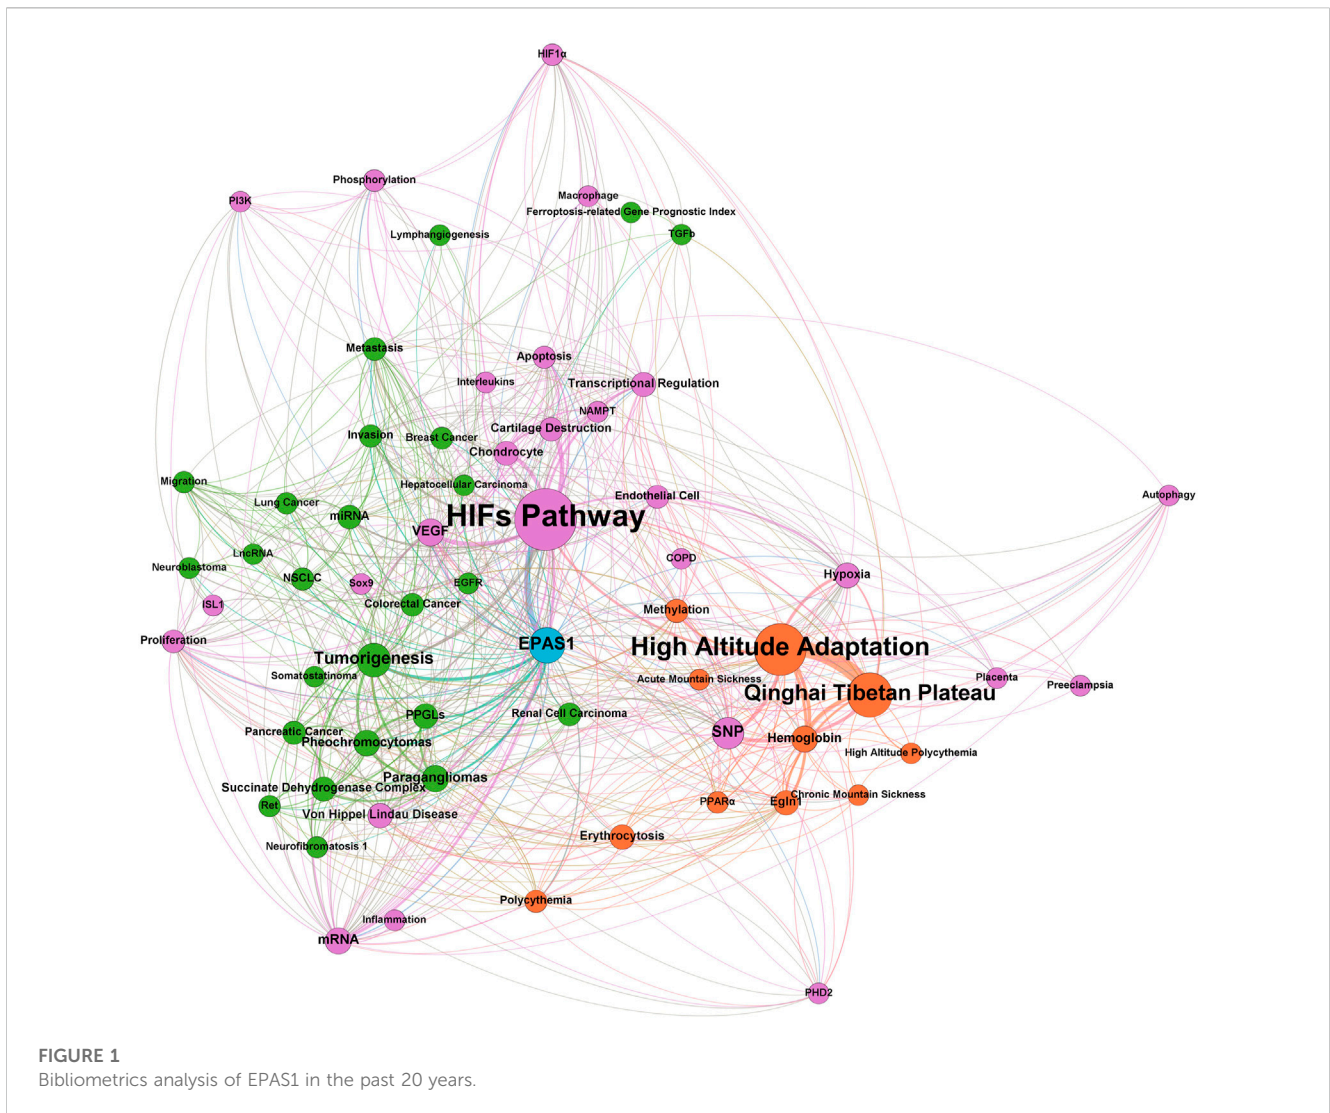 HIF1α
Phosphorylation
PI3K
Macrophage
Ferroptosis-related Gene Prognostic Index
Lymphangiogenesis
TGFb
Metastasis
Apoptosis
Interleukins
Transcriptional Regulation
NAMPT
Cartilage Destruction
Invasion
Breast Cancer
Chondrocyte
Migration
Hepatocellular Carcinoma
Lung Cancer
Endothelial Cell
Autophagy
miRNA
HIFs Pathway
VEGF
LncRNA
COPD
Neuroblastoma
NSCLC
Sox9
EGFR
Hypoxia
ISL1
Colorectal Cancer
Methylation
Proliferation
EPAS1
High Altitude Adaptation
Tumorigenesis
Somatostatinoma
Acute Mountain Sickness
Placenta
Preeclampsia
Qinghai Tibetan Plateau
PPGLs
Renal Cell Carcinoma
Pancreatic Cancer
Pheochromocytomas
SNP
Hemoglobin
High Altitude Polycythemia
Paragangliomas
Succinate Dehydrogenase Complex
Ret
PPARα
Egln1
Chronic Mountain Sickness
Von Hippel Lindau Disease
Erythrocytosis
Neurofibromatosis 1
Polycythemia
Inflammation
mRNA
PHD2
FIGURE 1
Bibliometrics analysis of EPAS1 in the past 20 years.